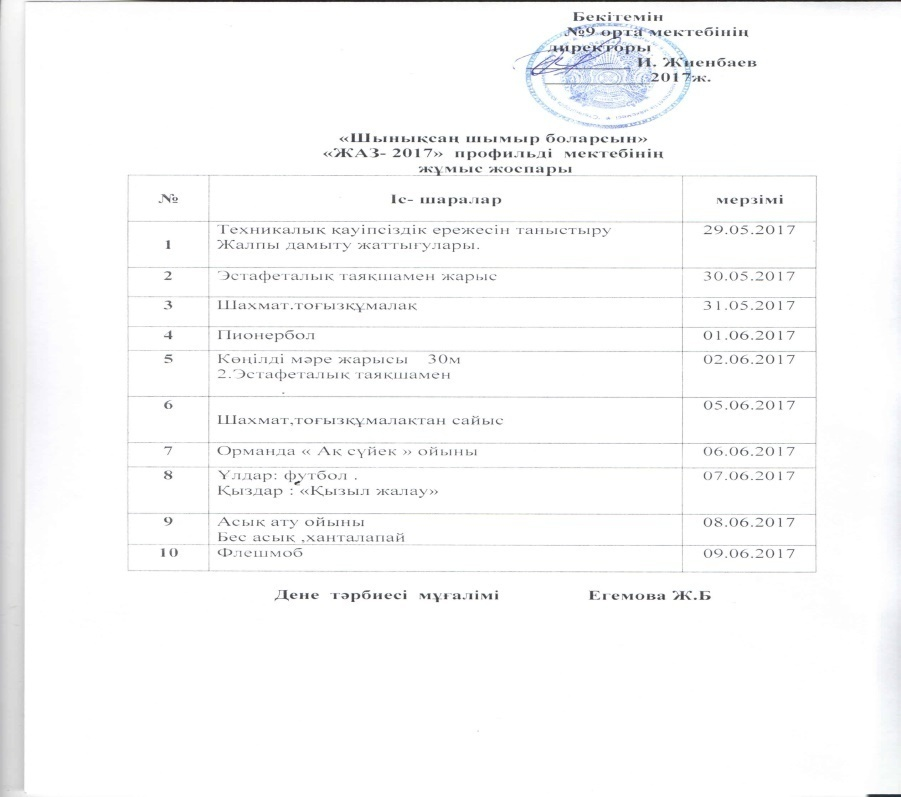 Бекітемін
№9 орта мектебінің
директоры
И. Жиенбаев
2017ж.
«Шынықсаң шымыр боларсын»
«ЖАЗ- 2017» профильді мектебінің
жұмыс жоспары
№ Іс- шаралар мерзімі
1 Техникалық қауіпсіздік ережесін таныстыру 29.05.2017
Жалпы дамыту жаттығулары.
2 Эстафеталық таяқшамен жарыс 30.05.2017
3 Шахмат.тоғызқұмалақ 31.05.2017
4 Пионербол 01.06.2017
5 Көңілді мәре жарысы 30м 02.06.2017
2.Эстафеталық таяқшамен
6 Шахмат,тоғызқұмалақтан сайыс 05.06.2017
7 Орманда « Ақ сүйек » ойыны 06.06.2017
8 Ұлдар: футбол . 07.06.2017
Қыздар : «Қызыл жалау»
9 Асық ату ойыны 08.06.2017
Бес асық ,ханталапай
10 Флешмоб 09.06.2017
Дене тәрбиесі мұғалімі Егемова Ж.Б